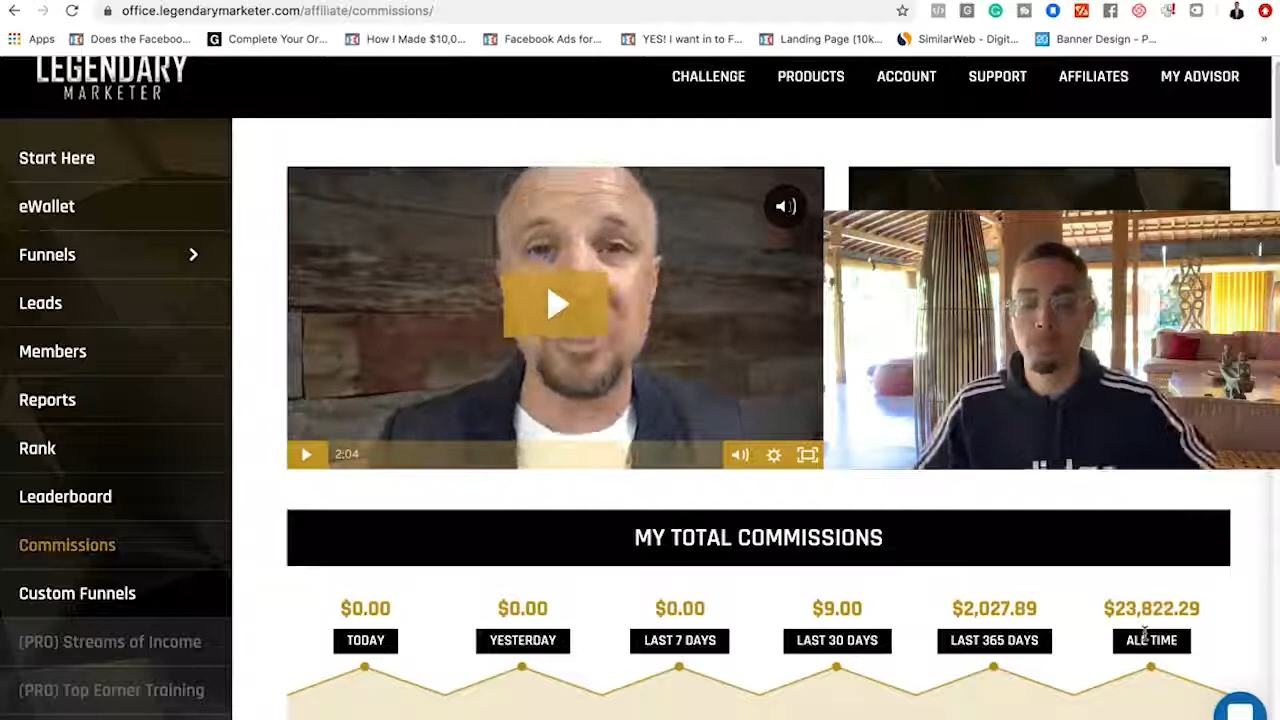 office.legendarymarketer.com/affiliate/commissions/
Apps Does the Faceboo... Complete Your Or... How I Made $10,0... Facebook Ads for... YES! I want in to F... Landing Page (10k... SimilarWeb - Digit... Banner Design - P... »
LEGENDARY
MARKETER
CHALLENGE PRODUCTS ACCOUNT SUPPORT AFFILIATES MY ADVISOR
Start Here
eWallet
Funnels
Leads
Members
Reports
Rank
Leaderboard
Commissions
Custom Funnels
(PRO) Streams of Income
(PRO) Top Earner Training
2:04
MY TOTAL COMMISSIONS
$0.00 $0.00 $0.00 $9.00 $2,027.89 $23,822.29
TODAY YESTERDAY LAST 7 DAYS LAST 30 DAYS LAST 365 DAYS ALL TIME